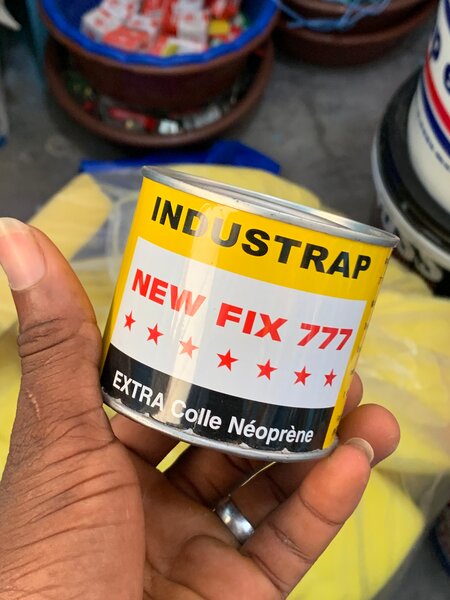 INDUSTRAP
NEW FIX 777
EXTRA Colle Néoprène